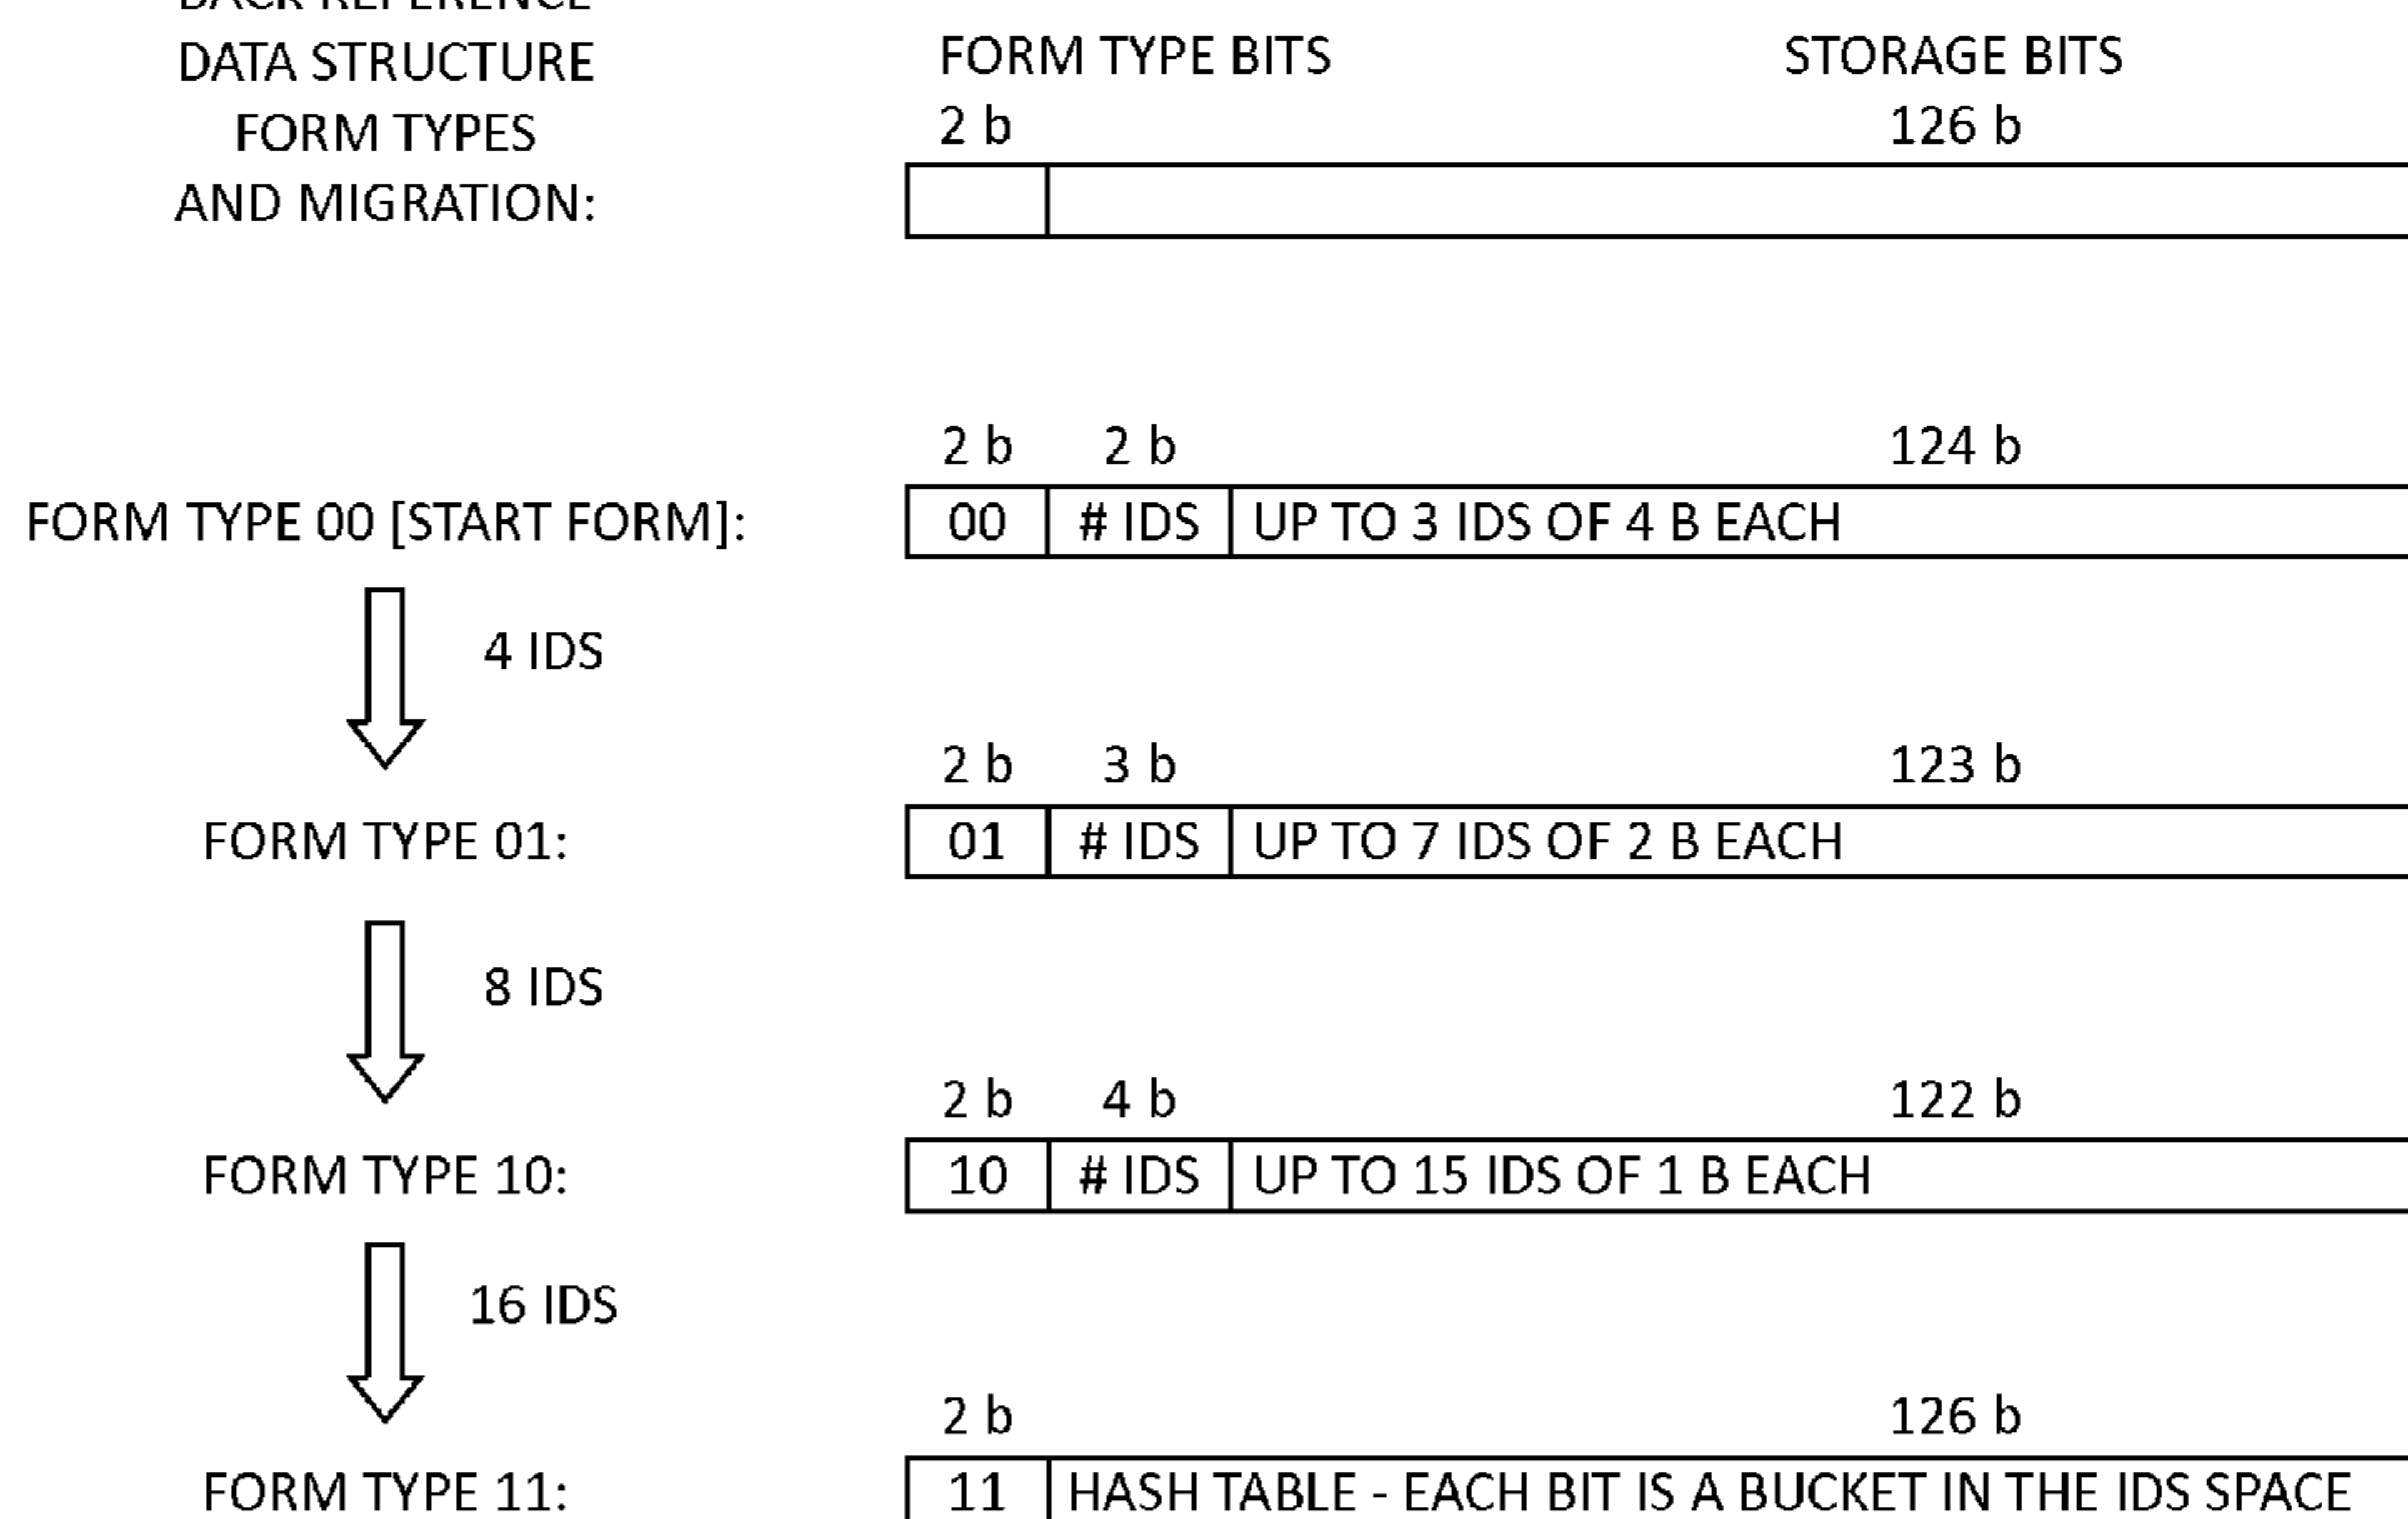 BACK REFERENCE
DATA STRUCTURE
FORM TYPES
AND MIGRATION:
FORM TYPE BITS
STORAGE BITS
2 b
126 b
2 b
2 b
124 b
FORM TYPE 00 [START FORM]:
00
# IDS
UP TO 3 IDS OF 4 B EACH
4 IDS
2 b
3 b
123 b
FORM TYPE 01:
01
# IDS
UP TO 7 IDS OF 2 B EACH
8 IDS
2 b
4 b
122 b
FORM TYPE 10:
10
# IDS
UP TO 15 IDS OF 1 B EACH
16 IDS
2 b
126 b
FORM TYPE 11:
11
HASH TABLE - EACH BIT IS A BUCKET IN THE IDS SPACE